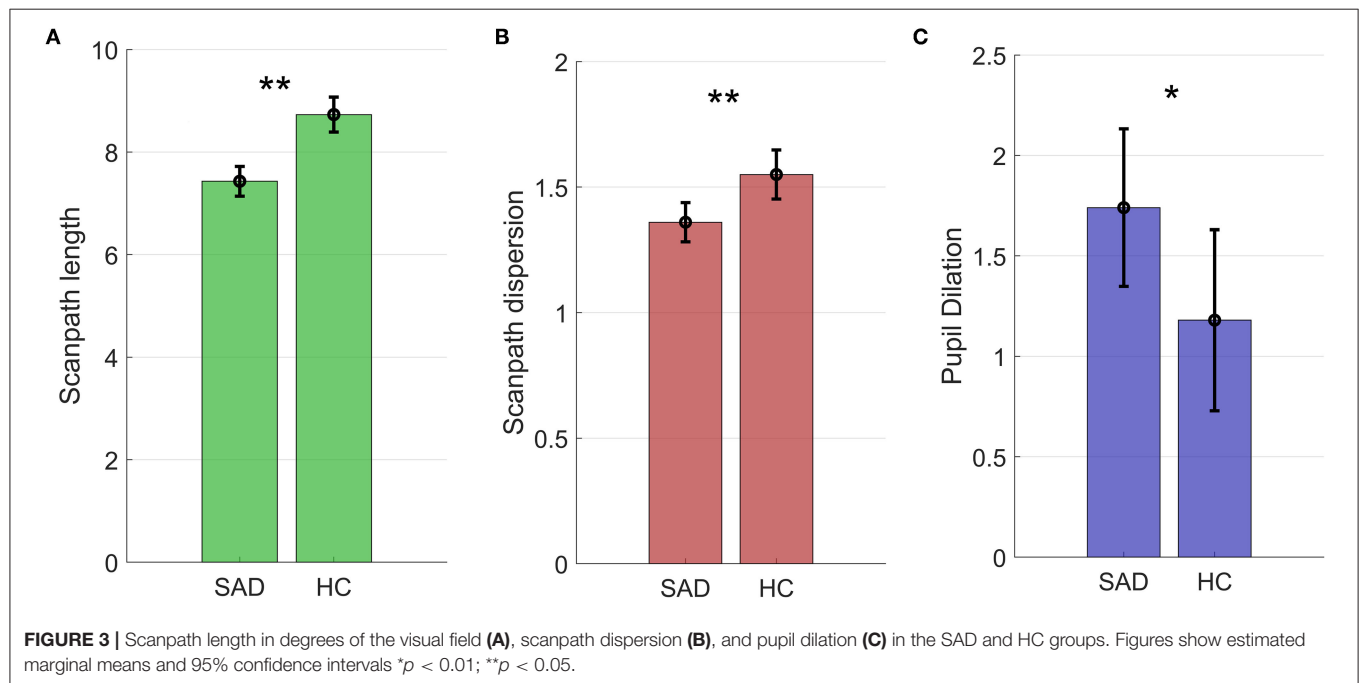 A
B
C
10
8
6
4
2
0
Scanpath length
**
SAD HC
2
1.5
1
0.5
0
Scanpath dispersion
**
SAD HC
2.5
2
1.5
1
0.5
0
Pupil Dilation
*
SAD HC
FIGURE 3 | Scanpath length in degrees of the visual field (A), scanpath dispersion (B), and pupil dilation (C) in the SAD and HC groups. Figures show estimated
marginal means and 95% confidence intervals *p < 0.01; **p < 0.05.